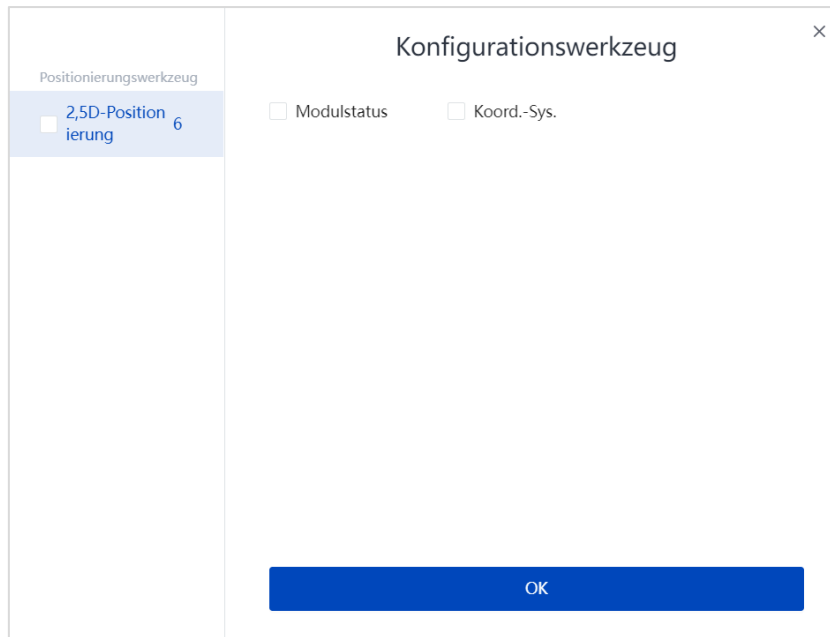 Konfigurationswerkzeug
Positionierungswerkzeug
2,5D-Position
ierung
6
Modulstatus
Koord.-Sys.
OK